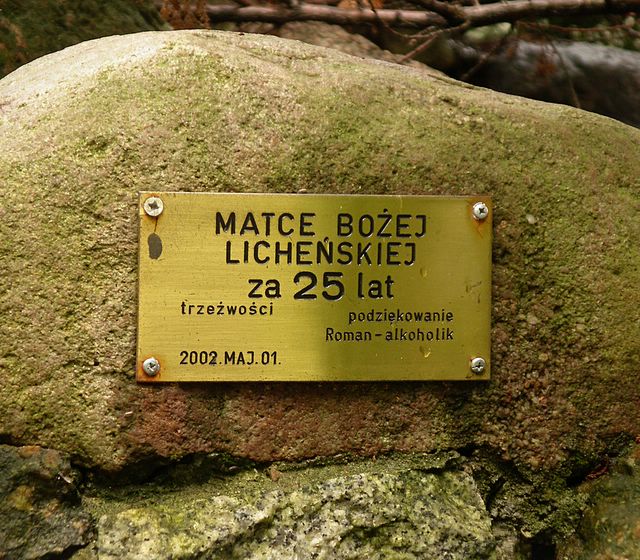 MATCE BOŻEJ
LICHEŃSKIEJ
za 25 lat
trzeźwości podziękowanie
Roman-alkoholik
2002.MAJ.01.